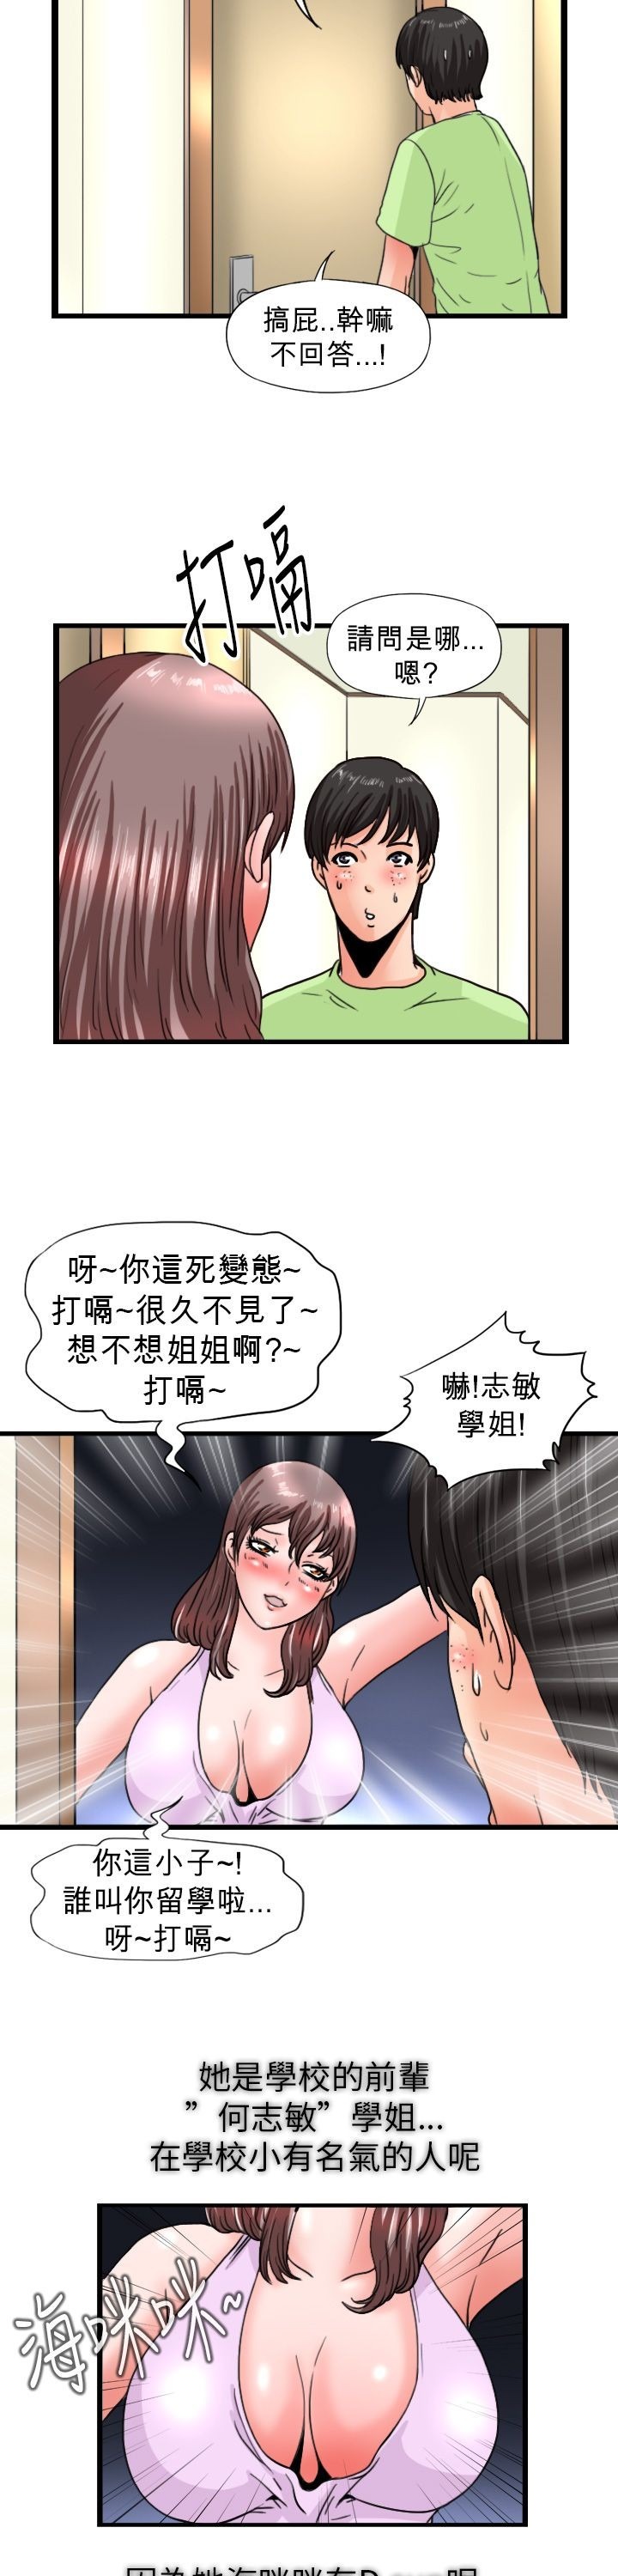 搞屁..幹嘛
不回答...!
打嗝
請問是哪...
嗯?
呀~你這死變態~
打嗝~很久不見了~
想不想姐姐啊?~
打嗝~
嚇!志敏
學姐!
你這小子~!
誰叫你留學啦...
呀~打嗝~
她是學校的前輩
”何志敏”學姐...
在學校小有名氣的人呢
海咪咪~